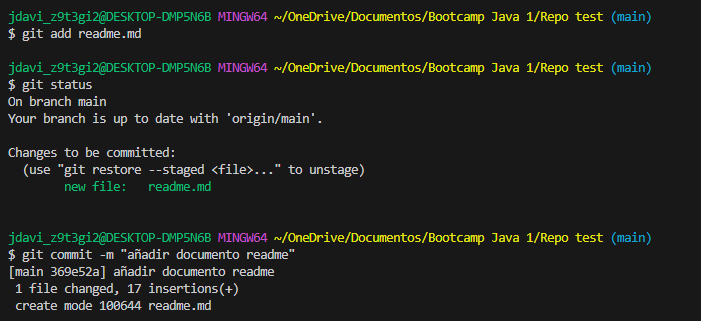 jdavi_z9t3gi2@DESKTOP-DMP5N6B MINGW64 ~/OneDrive/Documentos/Bootcamp Java 1/Repo test (main)
$ git add readme.md
jdavi_z9t3gi2@DESKTOP-DMP5N6B MINGW64 ~/OneDrive/Documentos/Bootcamp Java 1/Repo test (main)
$ git status
On branch main
Your branch is up to date with 'origin/main'.
Changes to be committed:
  (use "git restore --staged <file>..." to unstage)
        new file:   readme.md
jdavi_z9t3gi2@DESKTOP-DMP5N6B MINGW64 ~/OneDrive/Documentos/Bootcamp Java 1/Repo test (main)
$ git commit -m "añadir documento readme"
[main 369e52a] añadir documento readme
 1 file changed, 17 insertions(+)
 create mode 100644 readme.md